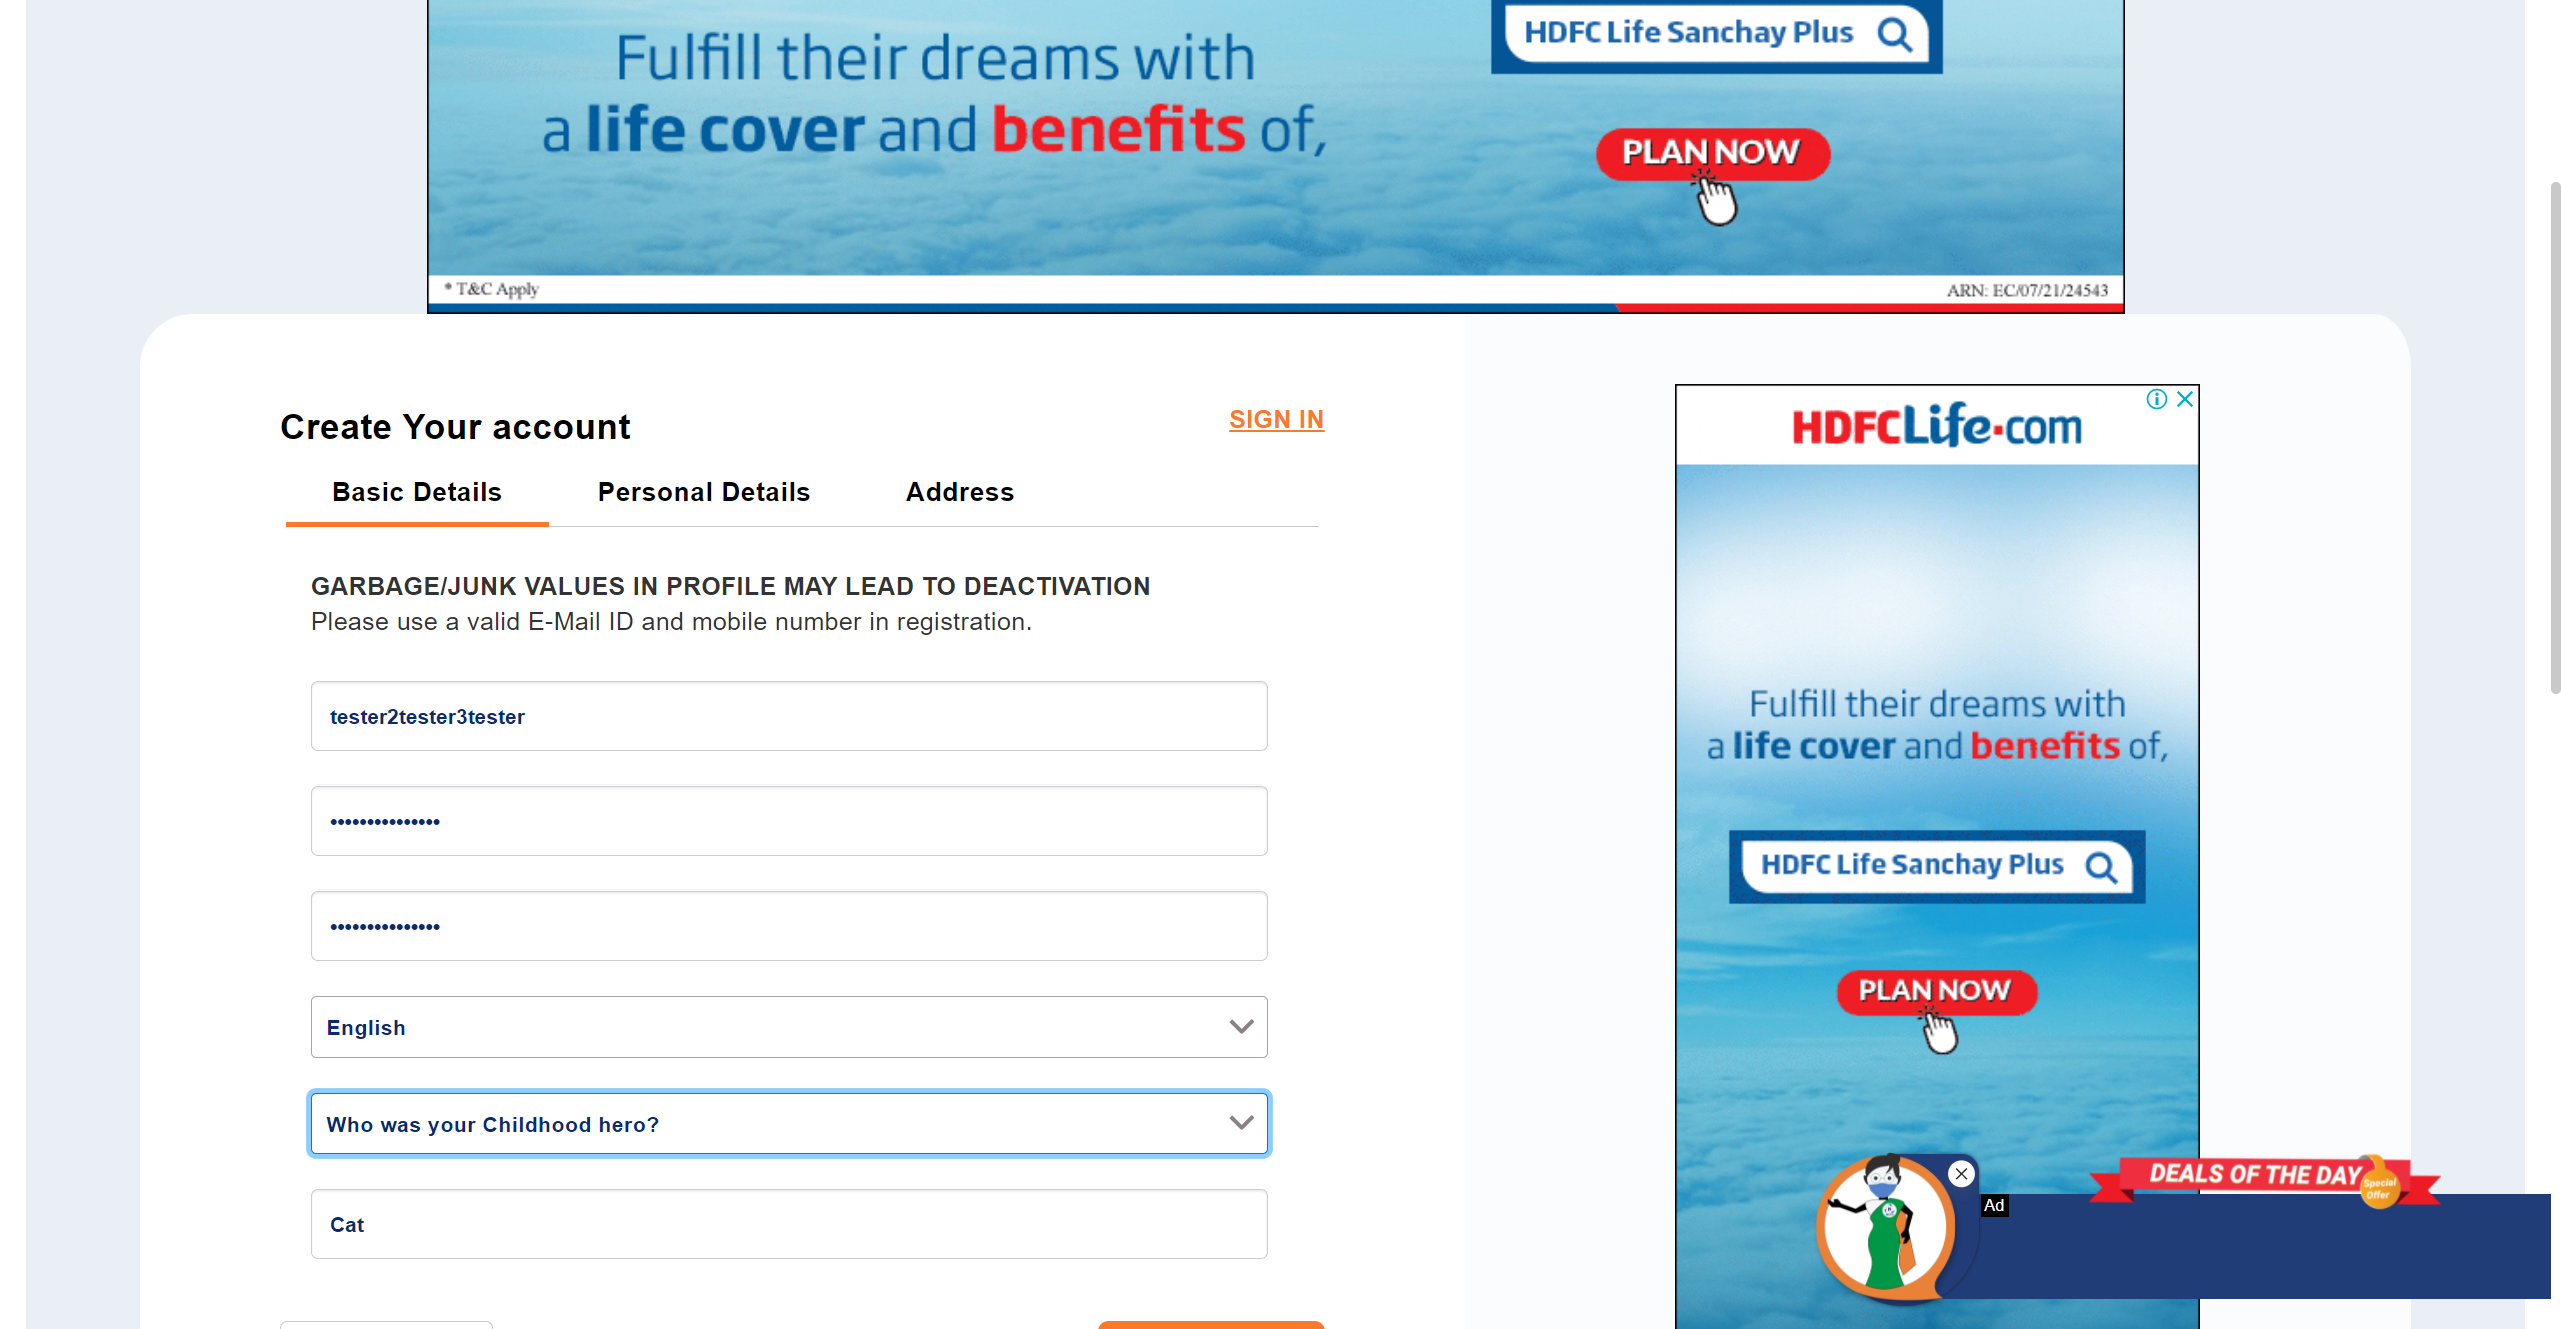 Fulfill their dreams with
a life cover and benefits of,
HDFC Life Sanchay Plus
PLAN NOW
* T&C Apply
ARN: EC/07/21/24543
Create Your account
SIGN IN
Basic Details
Personal Details
Address
GARBAGE/JUNK VALUES IN PROFILE MAY LEAD TO DEACTIVATION
Please use a valid E-Mail ID and mobile number in registration.
tester2tester3tester
•••••••••••••••
•••••••••••••••
English
Who was your Childhood hero?
Cat
HDFCLife.com
Fulfill their dreams with
a life cover and benefits of,
HDFC Life Sanchay Plus
PLAN NOW
DEALS OF THE DAY
Special
Offer
Ad